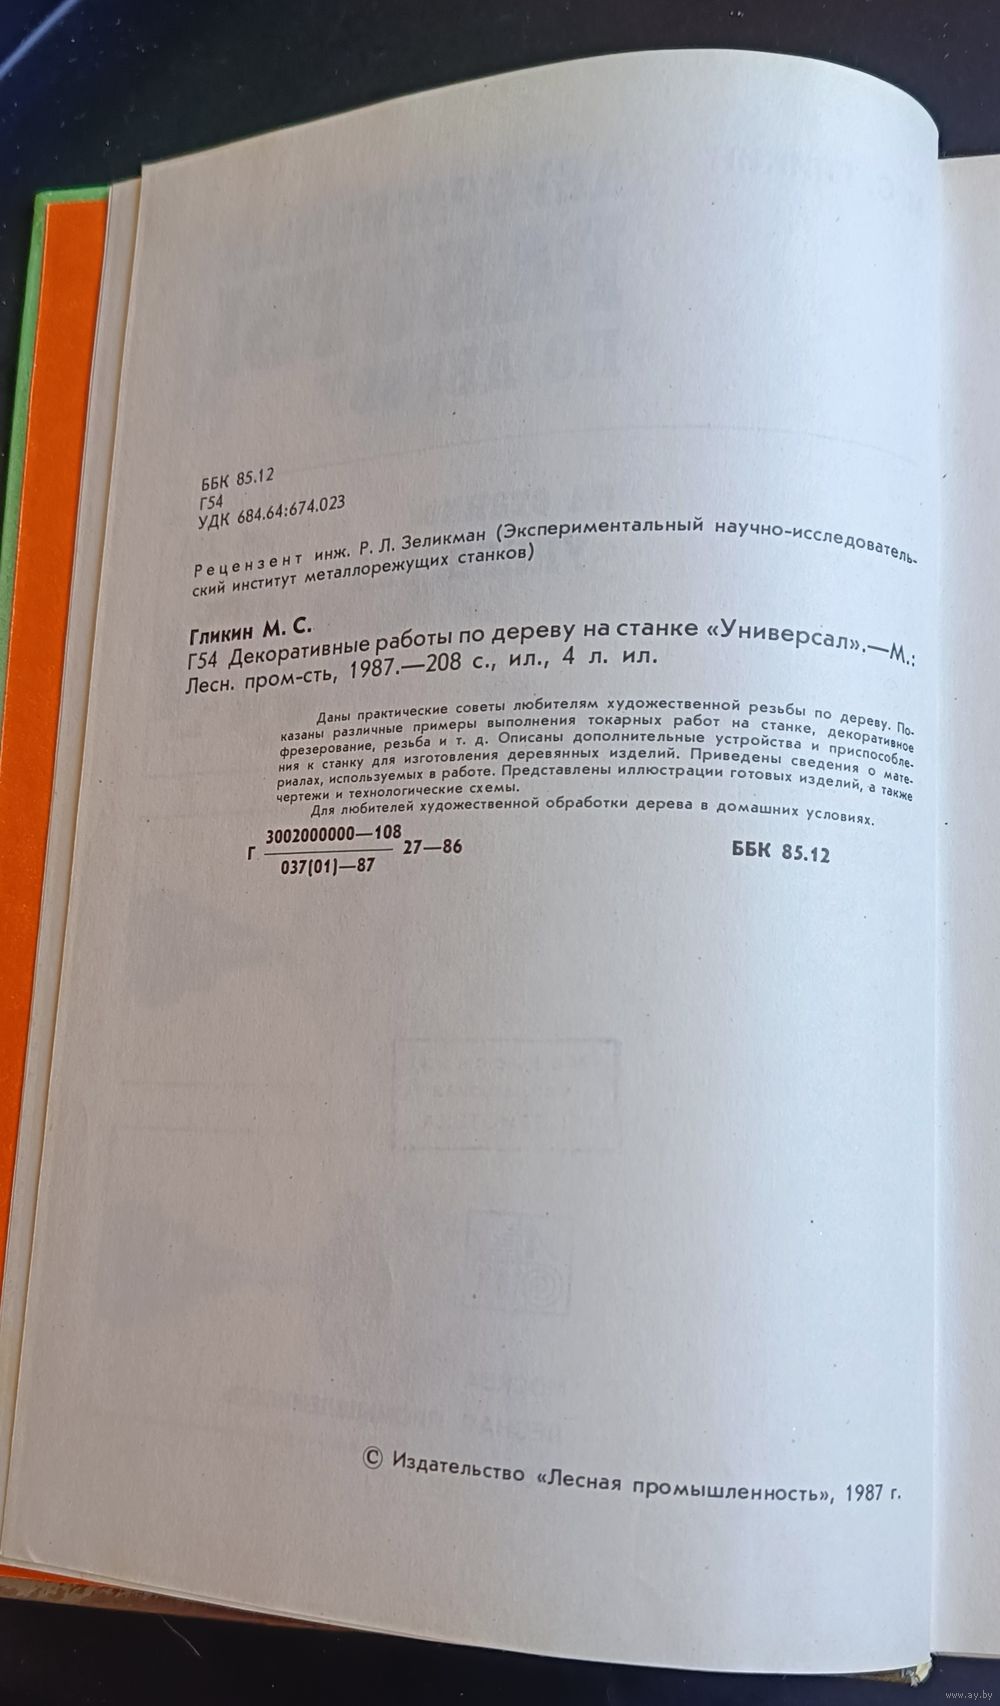 ББК 85.12
Г54
УДК 684.64:674.023
Рецензент инж. Р. Л. Зеликман (Экспериментальный научно-исследователь-
ский институт металлорежущих станков)
Гликин М. С.
Г54 Декоративные работы по дереву на станке «Универсал».—М.:
Лесн. пром-сть, 1987.—208 с., ил., 4 л. ил.
Даны практические советы любителям художественной резьбы по дереву. По-
казаны различные примеры выполнения токарных работ на станке, декоративное
фрезерование, резьба и т. д. Описаны дополнительные устройства и приспособле-
ния к станку для изготовления деревянных изделий. Приведены сведения о мате-
риалах, используемых в работе. Представлены иллюстрации готовых изделий, а также
чертежи и технологические схемы.
Для любителей художественной обработки дерева в домашних условиях.
3002000000—108
Г 27—86
037(01)—87
ББК 85.12
© Издательство «Лесная промышленность», 1987 г.
www.ay.by